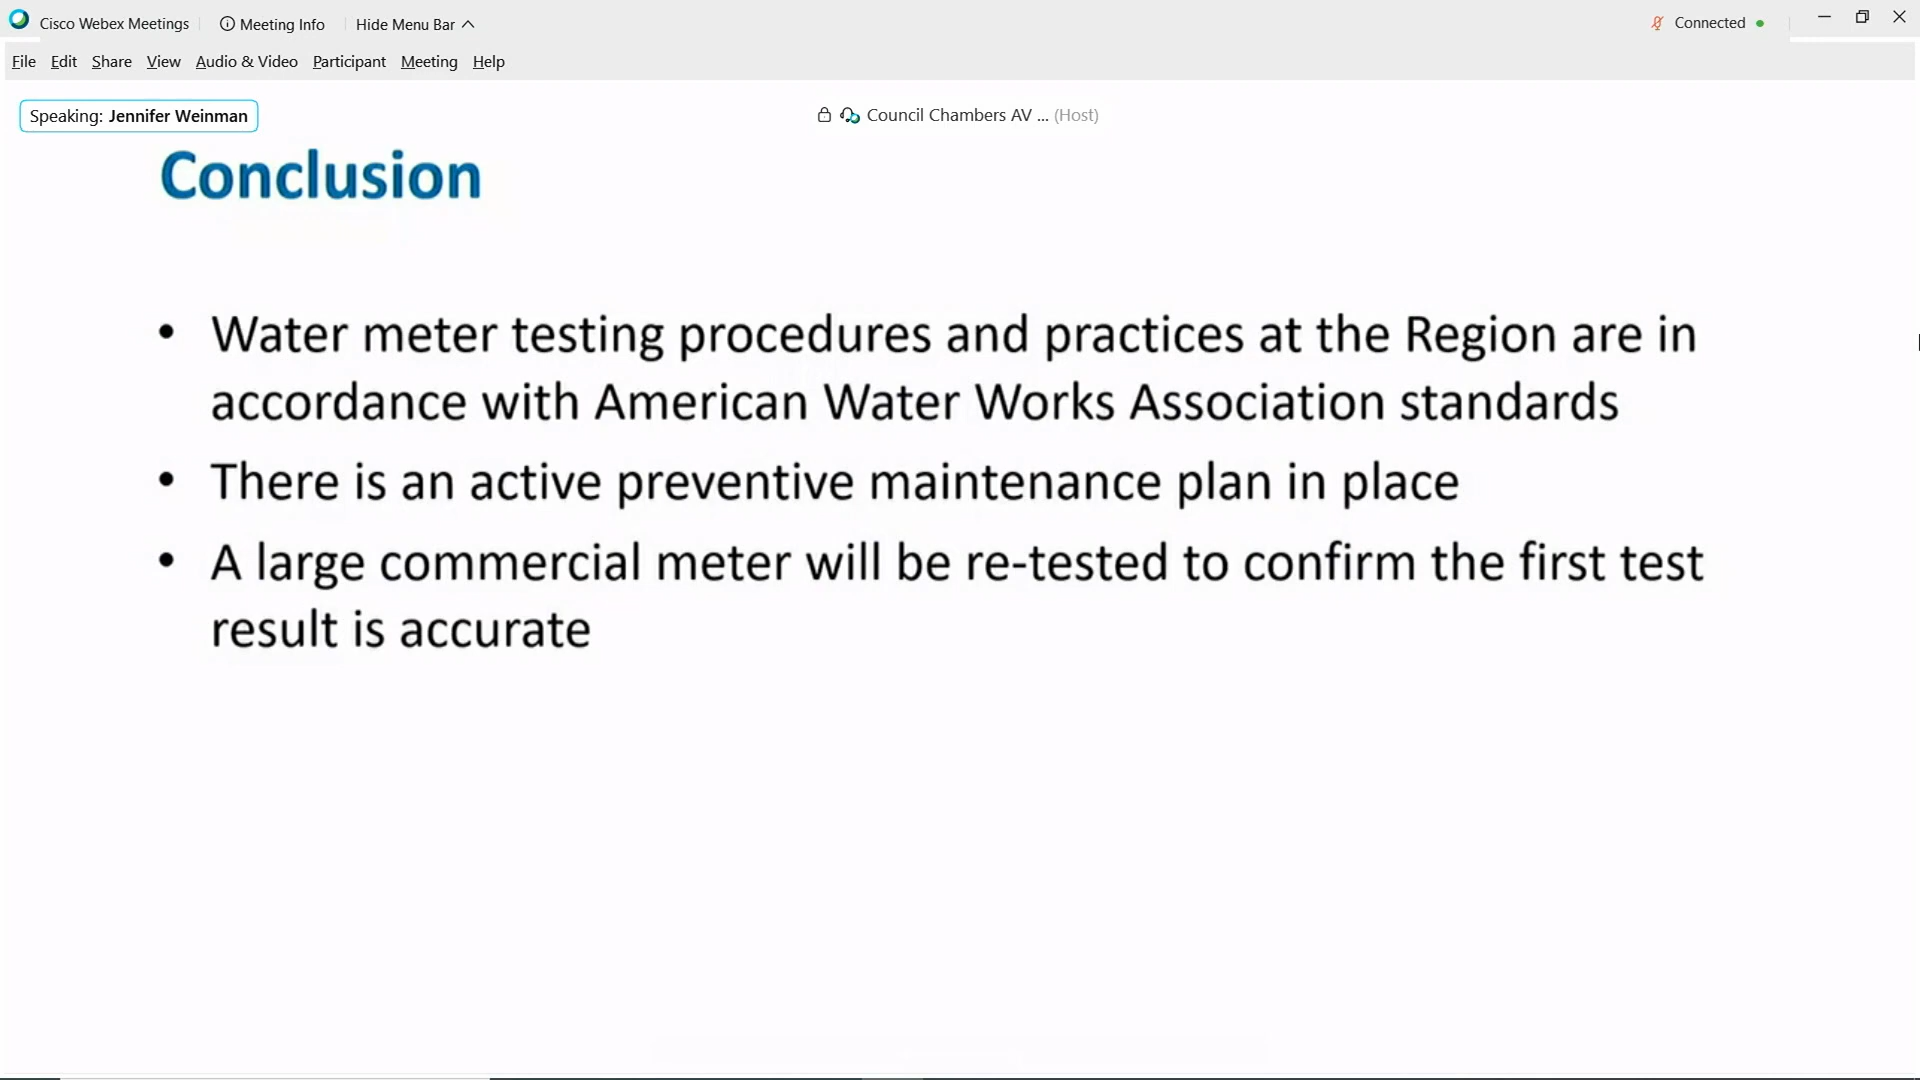 Cisco Webex Meetings Meeting Info Hide Menu Bar Connected
File Edit Share View Audio & Video Participant Meeting Help
Speaking: Jennifer Weinman Council Chambers AV ... (Host)
Conclusion
• Water meter testing procedures and practices at the Region are in
accordance with American Water Works Association standards
• There is an active preventive maintenance plan in place
• A large commercial meter will be re-tested to confirm the first test
result is accurate